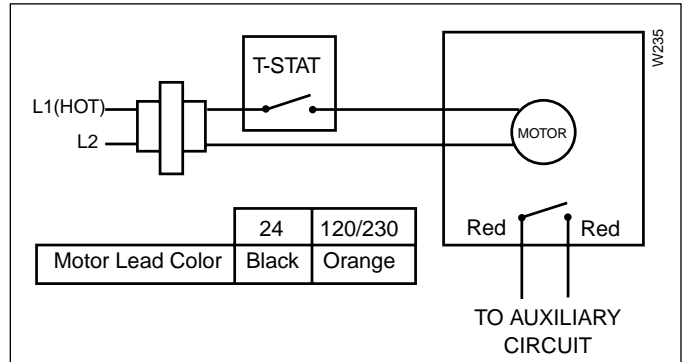 W235
T-STAT
L1(HOT)
L2
MOTOR
24 120/230
Motor Lead Color Black Orange
Red Red
TO AUXILIARY
CIRCUIT